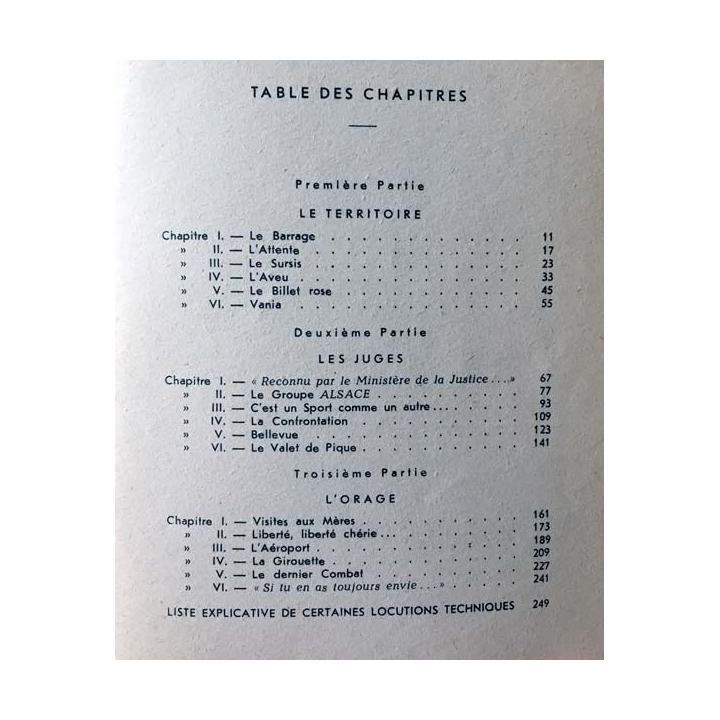 TABLE DES CHAPITRES
Première Partie
LE TERRITOIRE
Chapitre I. — Le Barrage . . . . . . . . . . . . . 11
» II. — L'Attente . . . . . . . . . . . . . 17
» III. — Le Sursis . . . . . . . . . . . . . 23
» IV. — L'Aveu . . . . . . . . . . . . . 33
» V. — Le Billet rose . . . . . . . . . . . . 45
» VI. — Vania . . . . . . . . . . . . . . 55
Deuxième Partie
LES JUGES
Chapitre I. — « Reconnu par le Ministère de la Justice...» 67
» II. — Le Groupe ALSACE . . . . . . . . . . 77
» III. — C'est un Sport comme un autre... . . . . . . 93
» IV. — La Confrontation . . . . . . . . . . . 109
» V. — Bellevue . . . . . . . . . . . . . 123
» VI. — Le Valet de Pique . . . . . . . . . . . 141
Troisième Partie
L'ORAGE
Chapitre I. — Visites aux Mères . . . . . . . . . . . 161
» II. — Liberté, liberté chérie... . . . . . . . . . 173
» III. — L'Aéroport . . . . . . . . . . . . . 189
» IV. — La Girouette . . . . . . . . . . . . 209
» V. — Le dernier Combat . . . . . . . . . . 227
» VI. — « Si tu en as toujours envie...» . . . . . 241
LISTE EXPLICATIVE DE CERTAINES LOCUTIONS TECHNIQUES 249